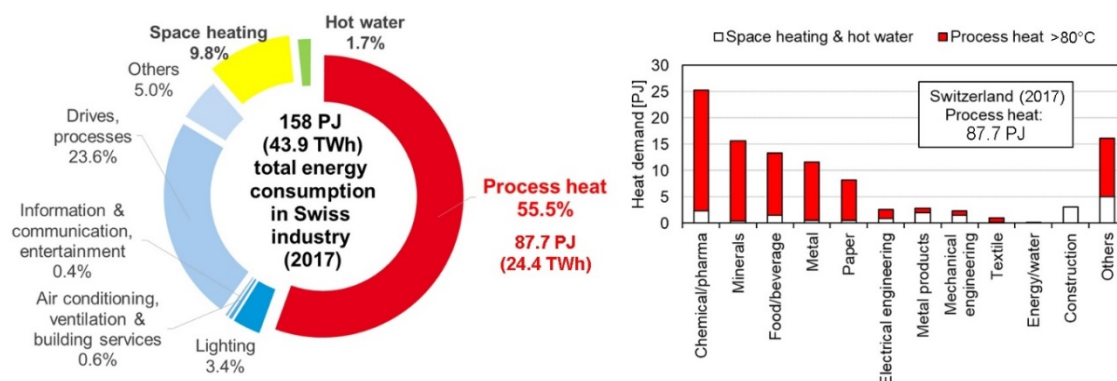 Hot water
1.7%
Space heating
9.8%
Others
5.0%
Drives,
processes
23.6%
Information &
communication,
entertainment
0.4%
Air conditioning,
ventilation &
building services
0.6%
Lighting
3.4%
158 PJ
(43.9 TWh)
total energy
consumption
in Swiss
industry
(2017)
Process heat
55.5%
87.7 PJ
(24.4 TWh)
Space heating & hot water
Process heat >80°C
Heat demand [PJ]
30
25
20
15
10
5
0
Switzerland (2017)
Process heat:
87.7 PJ
Chemical/pharma
Minerals
Food/beverage
Metal
Paper
Electrical engineering
Metal products
Mechanical
engineering
Textile
Energy/water
Construction
Others